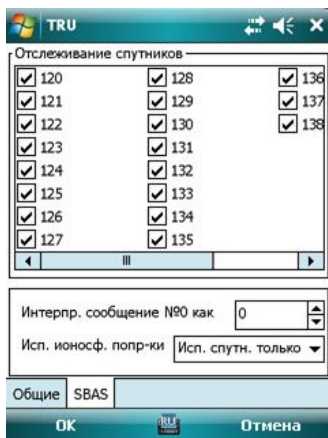 TRU
Отслеживание спутников
120 128 136
121 129 137
122 130 138
123 131
124 132
125 133
126 134
127 135
Интерпр. сообщение №0 как 0
Исп. ионосф. попр-ки Исп. спутн. только
Общие SBAS
OK RU Отмена